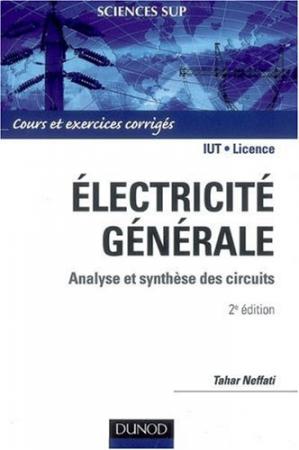 SCIENCES SUP
Cours et exercices corrigés
IUT • Licence
ÉLECTRICITÉ
GÉNÉRALE
Analyse et synthèse des circuits
2e édition
Tahar Neffati
DUNOD